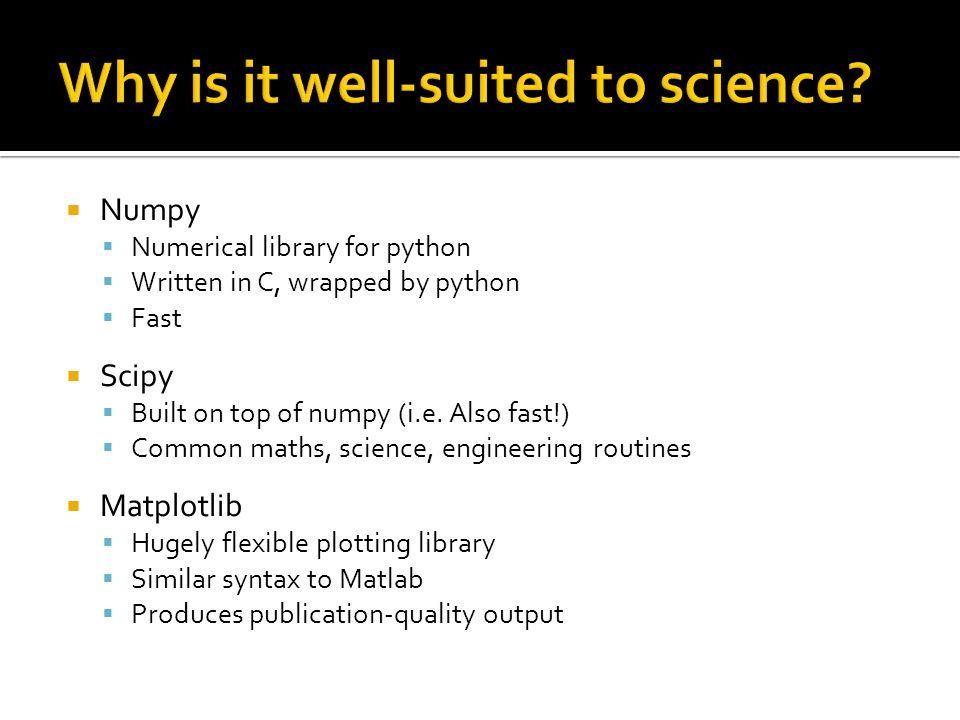 Why is it well-suited to science?
Numpy
Numerical library for python
Written in C, wrapped by python
Fast
Scipy
Built on top of numpy (i.e. Also fast!)
Common maths, science, engineering routines
Matplotlib
Hugely flexible plotting library
Similar syntax to Matlab
Produces publication-quality output